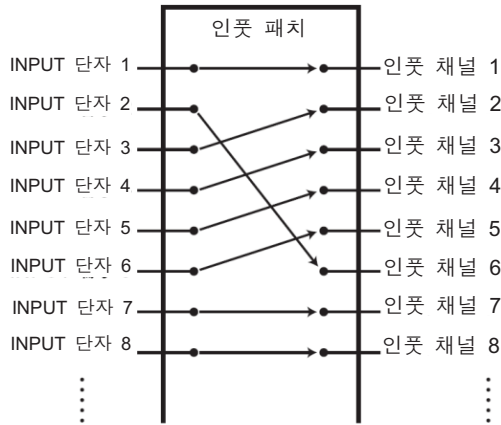 인풋 패치
INPUT 단자 1 인풋 채널 1
INPUT 단자 2 인풋 채널 2
INPUT 단자 3 인풋 채널 3
INPUT 단자 4 인풋 채널 4
INPUT 단자 5 인풋 채널 5
INPUT 단자 6 인풋 채널 6
INPUT 단자 7 인풋 채널 7
INPUT 단자 8 인풋 채널 8